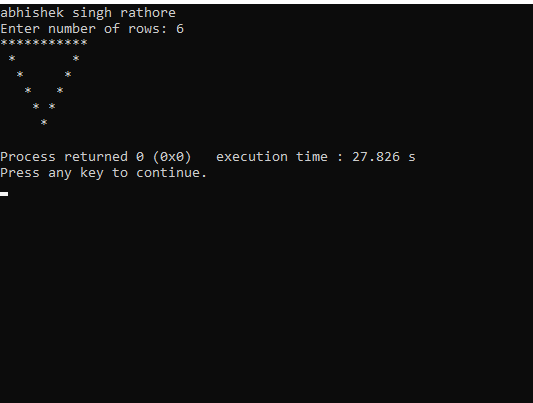 abhishek singh rathore
Enter number of rows: 6
***********
 *       *
  *     *
   *   *
    * *
     *

Process returned 0 (0x0)   execution time : 27.826 s
Press any key to continue.